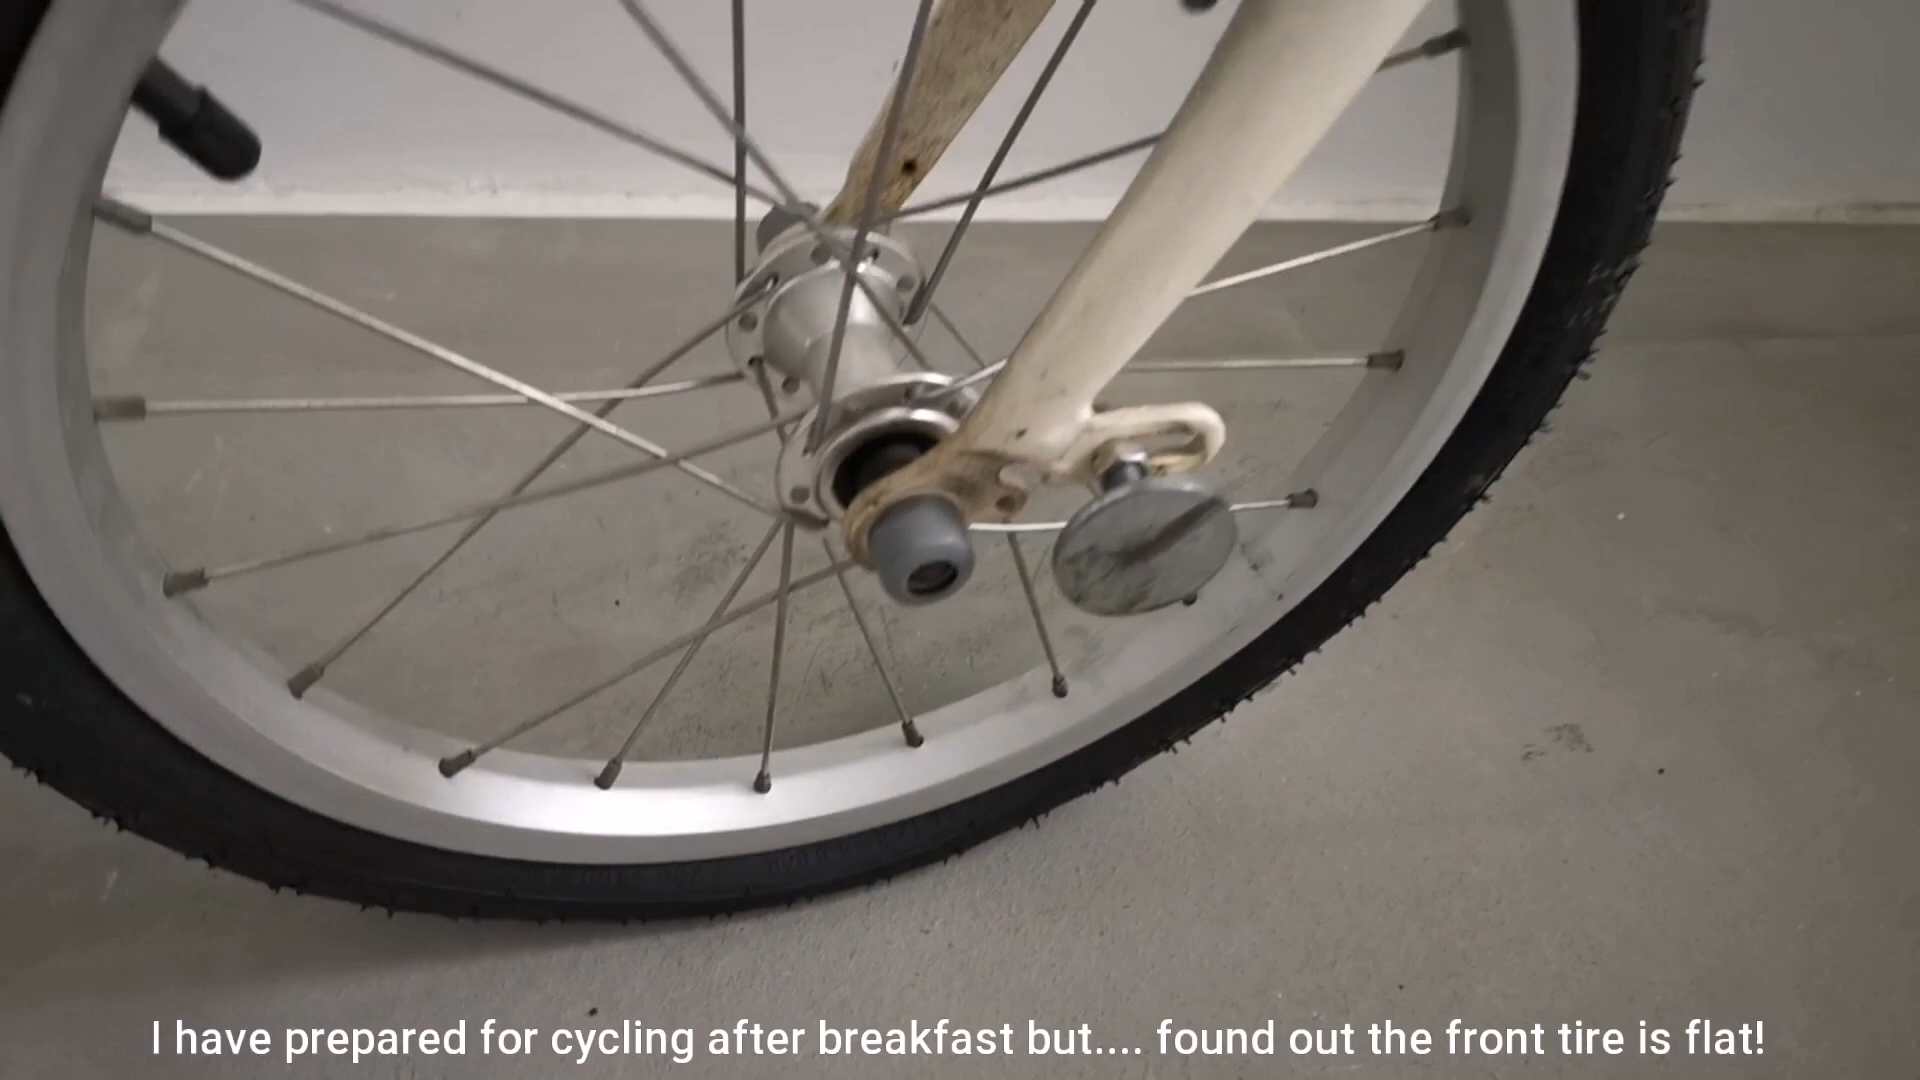 I have prepared for cycling after breakfast but.... found out the front tire is flat!